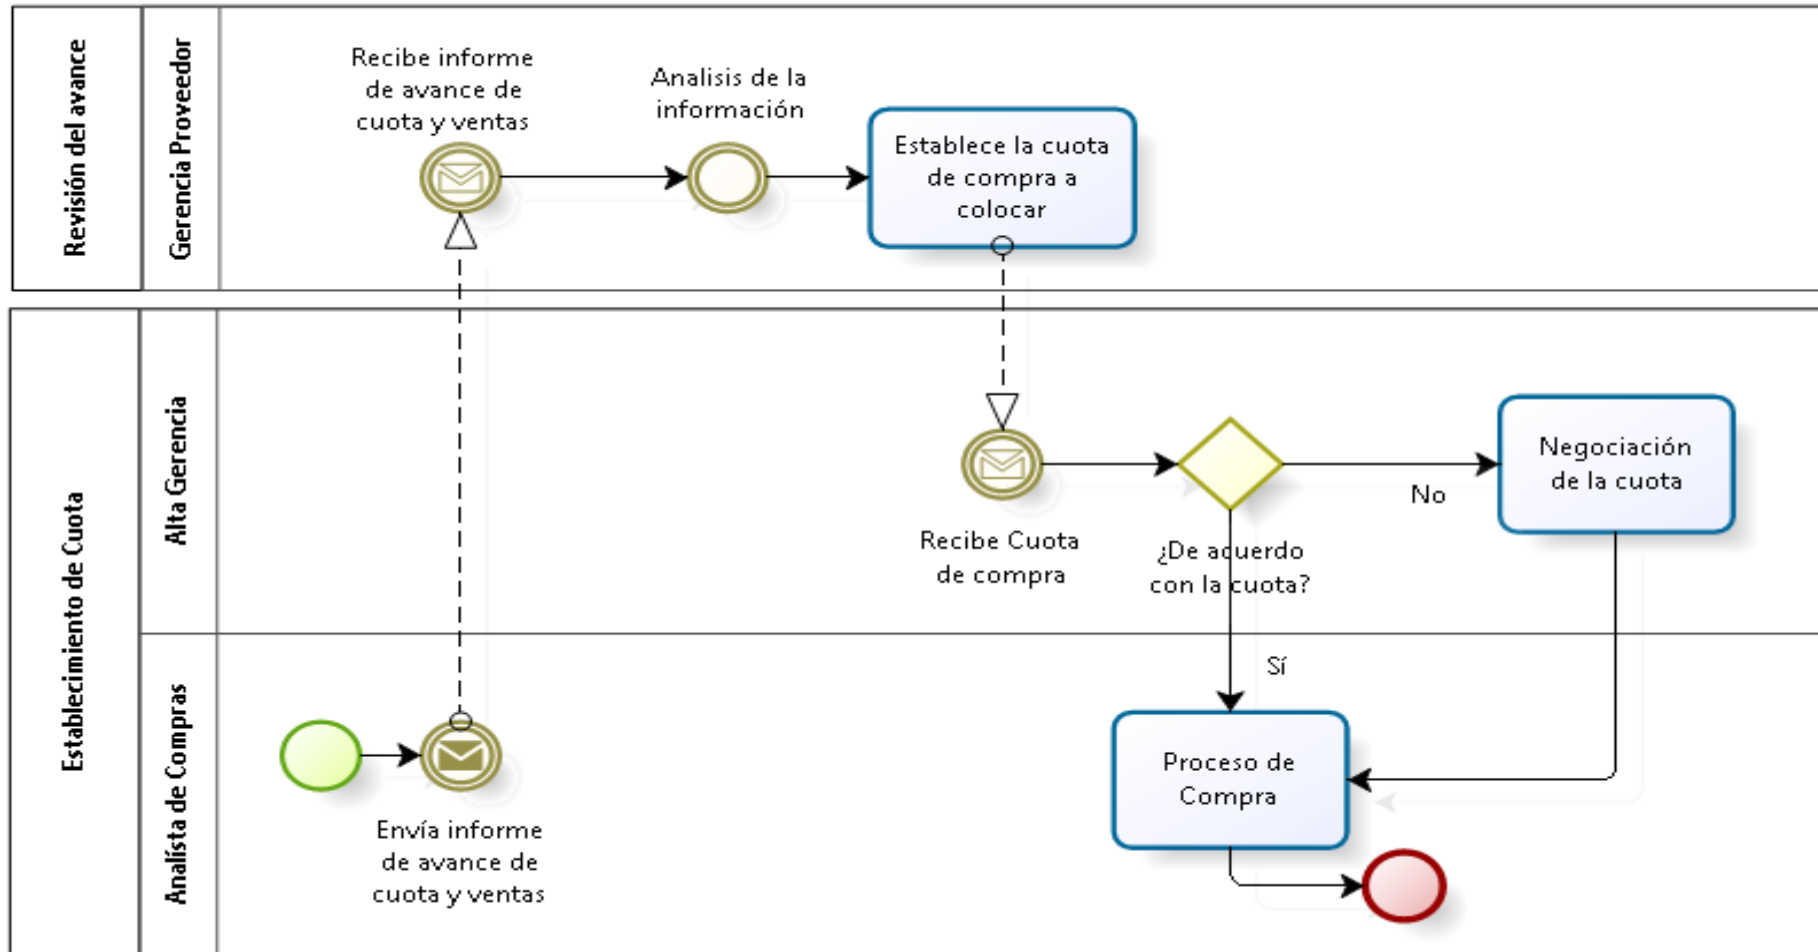 Revisión del avance
Gerencia Proveedor
Recibe informe
de avance de
cuota y ventas
Analisis de la
información
Establece la cuota
de compra a
colocar
Establecimiento de Cuota
Alta Gerencia
Recibe Cuota
de compra
¿De acuerdo
con la cuota?
No
Negociación
de la cuota
Analísta de Compras
Envía informe
de avance de
cuota y ventas
Sí
Proceso de
Compra